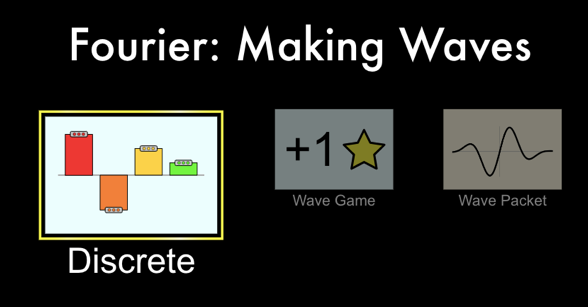 Fourier: Making Waves
+1
Discrete
Wave Game
Wave Packet